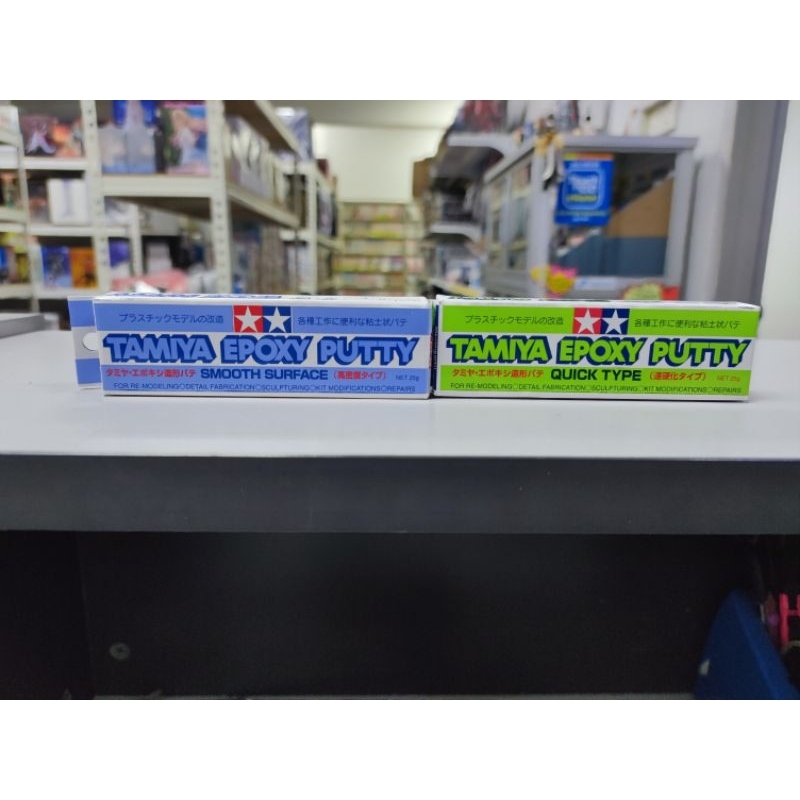 プラスチックモデルの改造 各種工作に便利な粘土状パテ
TAMIYA EPOXY PUTTY
タミヤ・エポキシ造形パテ SMOOTH SURFACE (高密度タイプ) NET 25g
FOR RE-MODELING○DETAIL FABRICATION○SCULPTURING○KIT MODIFICATIONS○REPAIRS
プラスチックモデルの改造 各種工作に便利な粘土状パテ
TAMIYA EPOXY PUTTY
タミヤ・エポキシ造形パテ QUICK TYPE (速硬化タイプ) NET 25g
FOR RE-MODELING○DETAIL FABRICATION○SCULPTURING○KIT MODIFICATIONS○REPAIRS